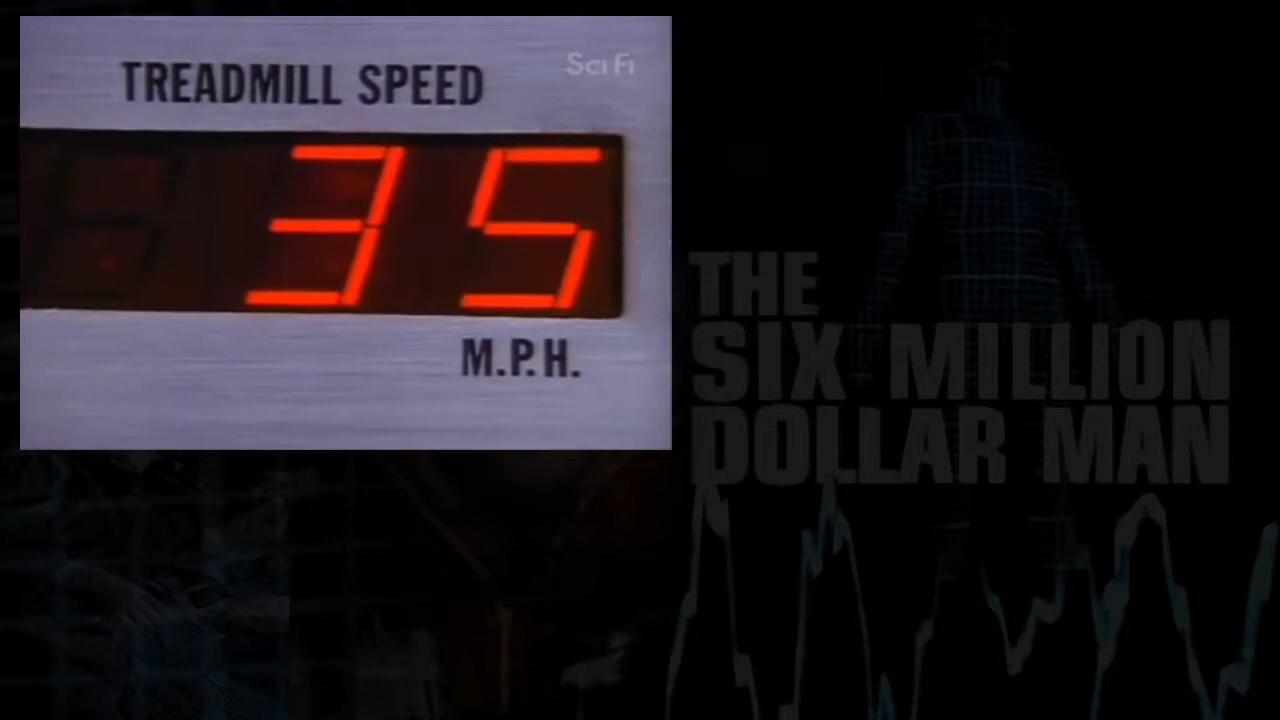 TREADMILL SPEED
Sci Fi
35
M.P.H.
THE
SIX MILLION
DOLLAR MAN